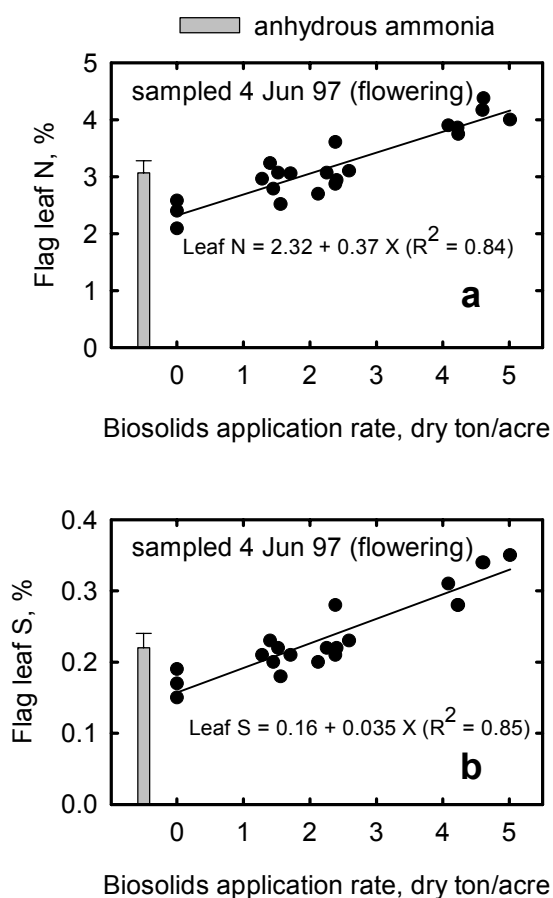 anhydrous ammonia
sampled 4 Jun 97 (flowering)
Flag leaf N, %
5
4
3
2
1
0
Leaf N = 2.32 + 0.37 X (R² = 0.84)
a
0 1 2 3 4 5
Biosolids application rate, dry ton/acre
sampled 4 Jun 97 (flowering)
Flag leaf S, %
0.4
0.3
0.2
0.1
0.0
Leaf S = 0.16 + 0.035 X (R² = 0.85)
b
0 1 2 3 4 5
Biosolids application rate, dry ton/acre